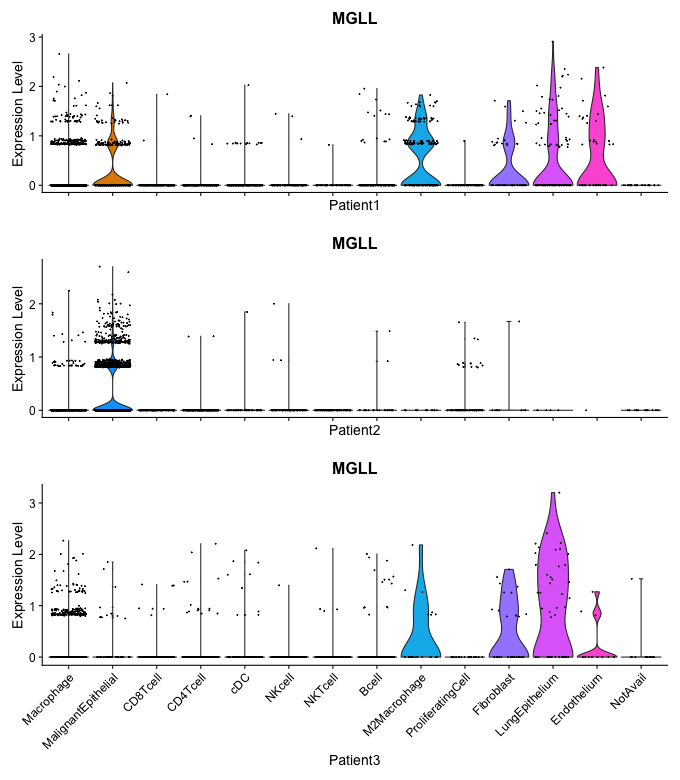 MGLL
Expression Level
3
2
1
0
Patient1
MGLL
Expression Level
2
1
0
Patient2
MGLL
Expression Level
3
2
1
0
Macrophage
MalignantEpithelial
CD8Tcell
CD4Tcell
cDC
NKcell
NKTcell
Bcell
M2Macrophage
ProliferatingCell
Fibroblast
LungEpithelium
Endothelium
NotAvail
Patient3